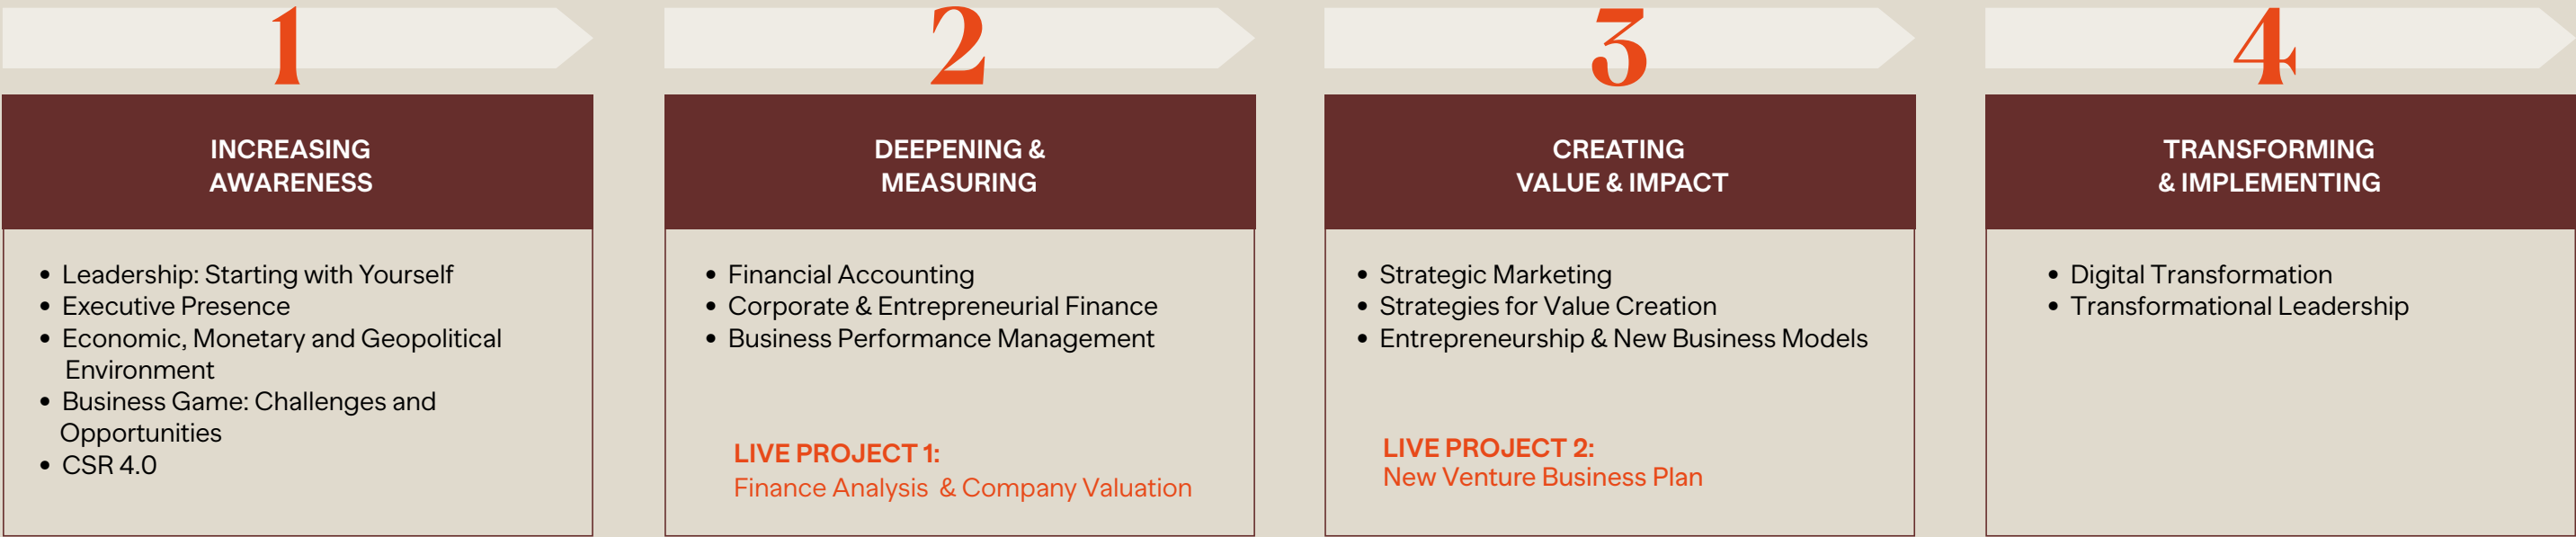 1
INCREASING
AWARENESS
• Leadership: Starting with Yourself
• Executive Presence
• Economic, Monetary and Geopolitical
Environment
• Business Game: Challenges and
Opportunities
• CSR 4.0
2
DEEPENING &
MEASURING
• Financial Accounting
• Corporate & Entrepreneurial Finance
• Business Performance Management
LIVE PROJECT 1:
Finance Analysis & Company Valuation
3
CREATING
VALUE & IMPACT
• Strategic Marketing
• Strategies for Value Creation
• Entrepreneurship & New Business Models
LIVE PROJECT 2:
New Venture Business Plan
4
TRANSFORMING
& IMPLEMENTING
• Digital Transformation
• Transformational Leadership